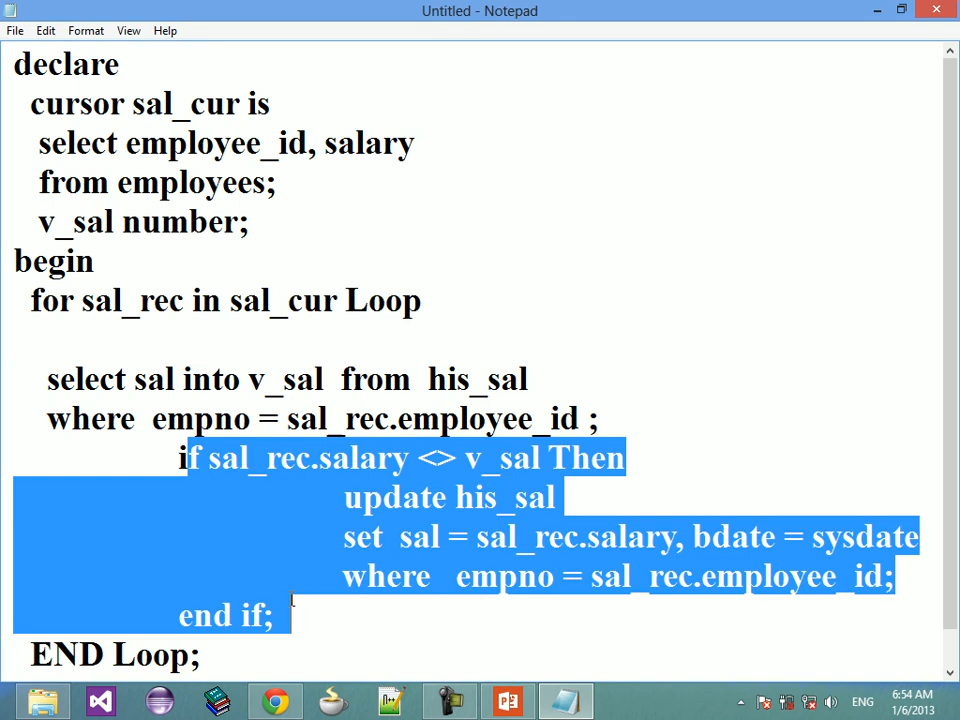 Untitled - Notepad
File Edit Format View Help
declare
cursor sal_cur is
select employee_id, salary
from employees;
v_sal number;
begin
for sal_rec in sal_cur Loop
select sal into v_sal from his_sal
where empno = sal_rec.employee_id ;
if sal_rec.salary <> v_sal Then
update his_sal
set sal = sal_rec.salary, bdate = sysdate
where empno = sal_rec.employee_id;
end if;
END Loop;
ENG
6:54 AM
1/6/2013